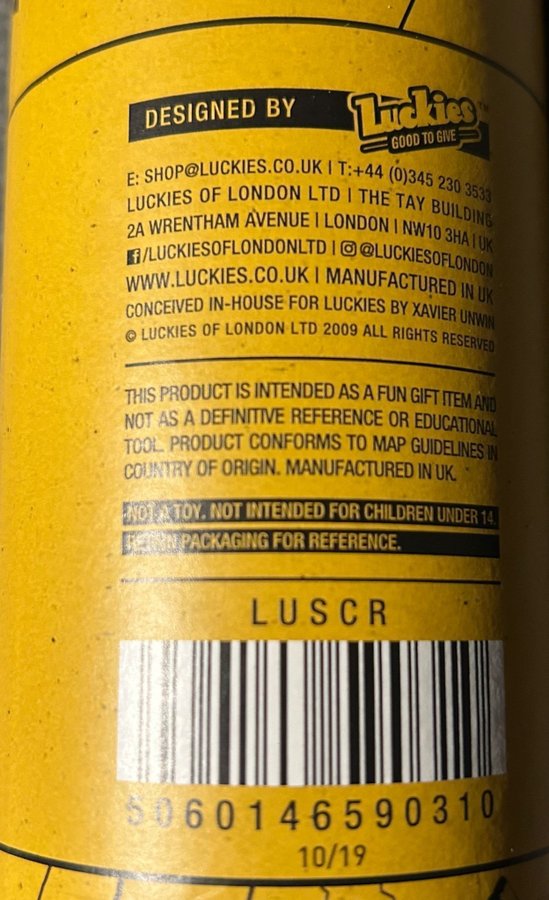 DESIGNED BY Luckies™
GOOD TO GIVE
E: SHOP@LUCKIES.CO.UK | T:+44 (0)345 230 3533
LUCKIES OF LONDON LTD | THE TAY BUILDING
2A WRENTHAM AVENUE | LONDON | NW10 3HA | UK
f/LUCKIESOFLONDONLTD | @LUCKIESOFLONDON
WWW.LUCKIES.CO.UK | MANUFACTURED IN UK
CONCEIVED IN-HOUSE FOR LUCKIES BY XAVIER UNWIN
© LUCKIES OF LONDON LTD 2009 ALL RIGHTS RESERVED
THIS PRODUCT IS INTENDED AS A FUN GIFT ITEM AND
NOT AS A DEFINITIVE REFERENCE OR EDUCATIONAL
TOOL. PRODUCT CONFORMS TO MAP GUIDELINES IN
COUNTRY OF ORIGIN. MANUFACTURED IN UK.
NOT A TOY. NOT INTENDED FOR CHILDREN UNDER 14.
RETAIN PACKAGING FOR REFERENCE.
LUSCR
5060146590310
10/19